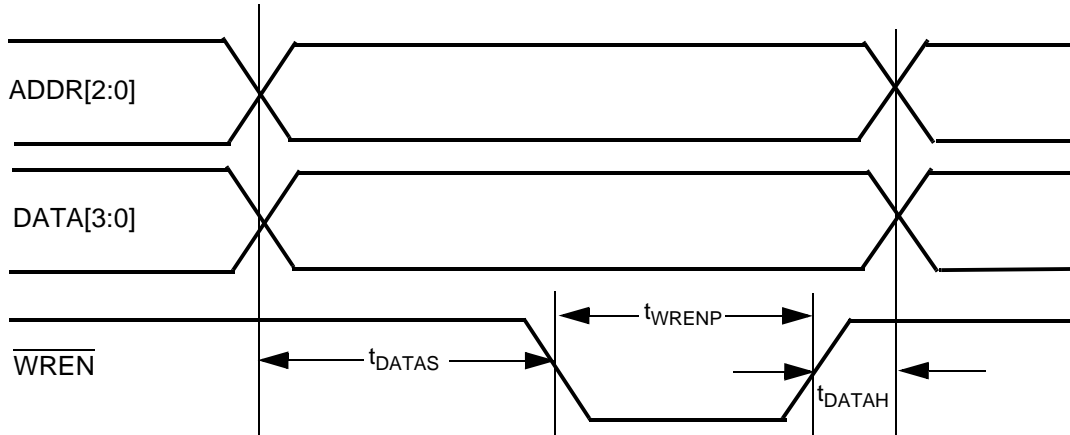 ADDR[2:0]
DATA[3:0]
tWRENP
WREN
tDATAS
tDATAH